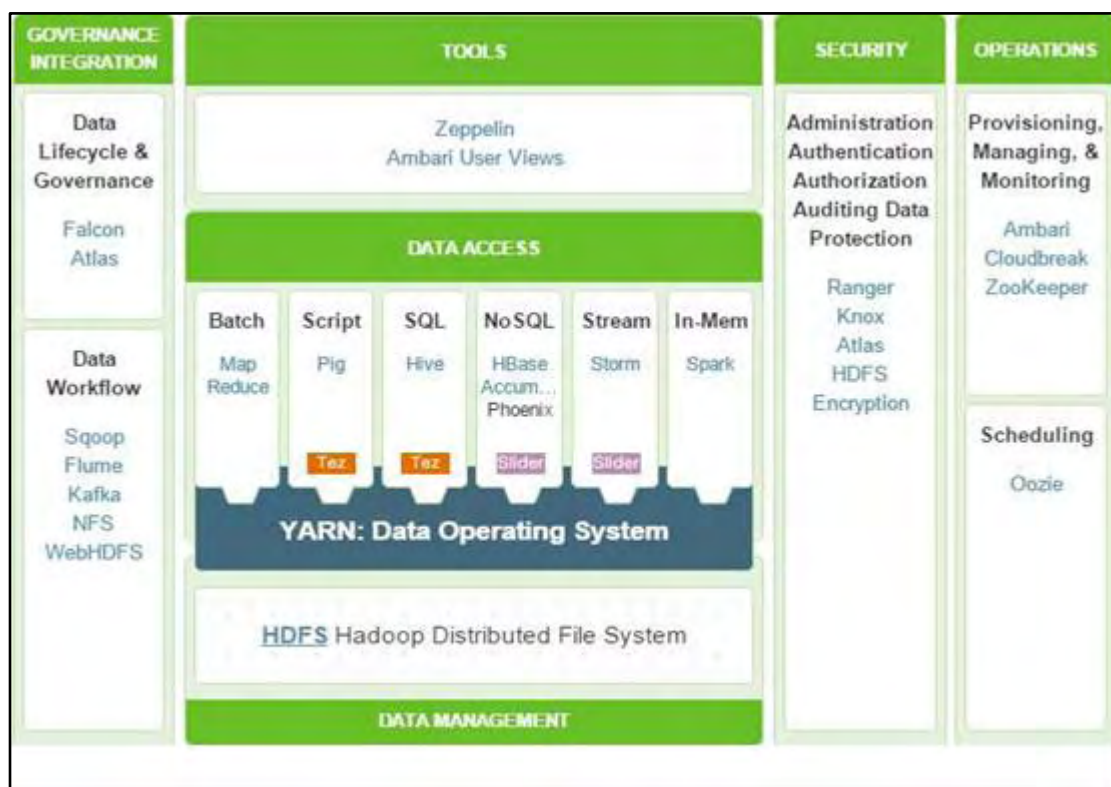 GOVERNANCE
INTEGRATION
Data
Lifecycle &
Governance
Falcon
Atlas
Data
Workflow
Sqoop
Flume
Kafka
NFS
WebHDFS
TOOLS
Zeppelin
Ambari User Views
DATA ACCESS
Batch
Map
Reduce
Script
Pig
Tez
SQL
Hive
Tez
NoSQL
HBase
Accum...
Phoenix
Slider
Stream
Storm
Slider
In-Mem
Spark
YARN: Data Operating System
HDFS Hadoop Distributed File System
DATA MANAGEMENT
SECURITY
Administration
Authentication
Authorization
Auditing Data
Protection
Ranger
Knox
Atlas
HDFS
Encryption
OPERATIONS
Provisioning,
Managing, &
Monitoring
Ambari
Cloudbreak
ZooKeeper
Scheduling
Oozie